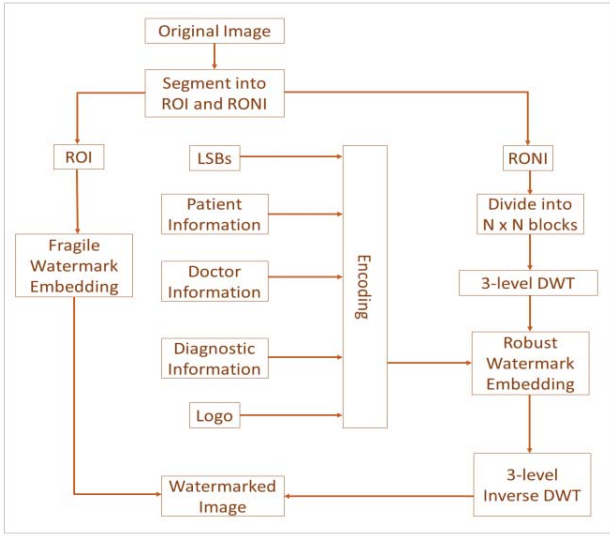 Original Image
Segment into
ROI and RONI
ROI
LSBs
RONI
Patient
Information
Divide into
N x N blocks
Fragile
Watermark
Embedding
Doctor
Information
Encoding
3-level DWT
Diagnostic
Information
Robust
Watermark
Embedding
Logo
Watermarked
Image
3-level
Inverse DWT